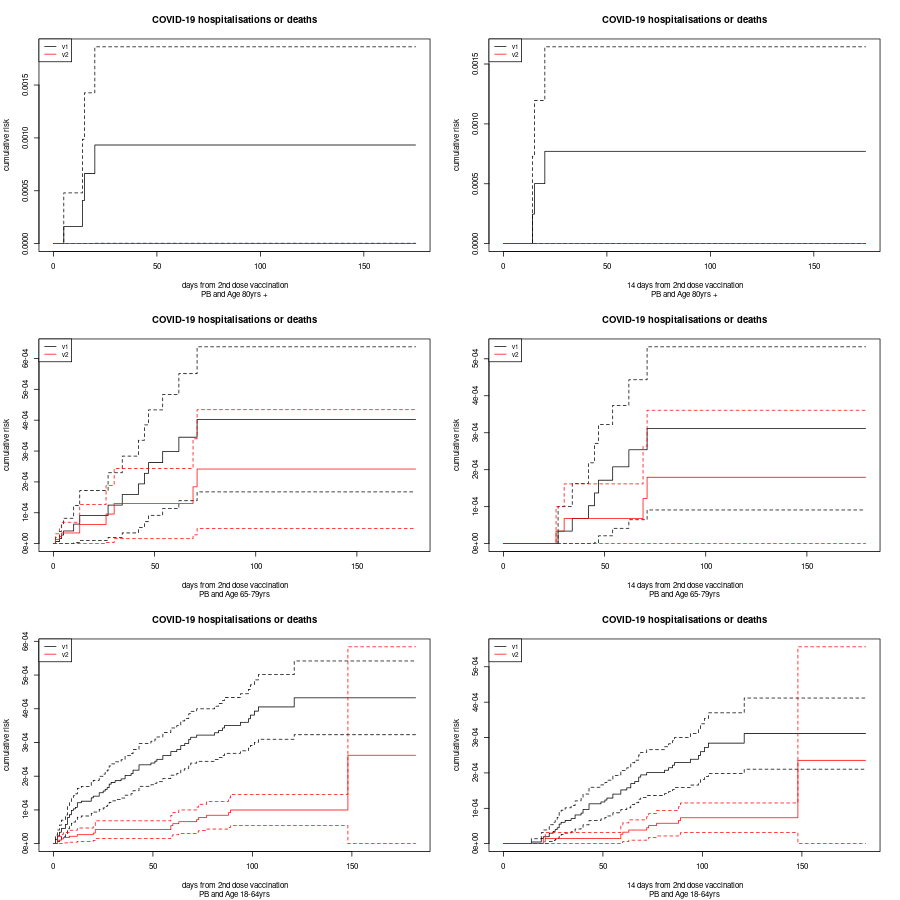 COVID-19 hospitalisations or deaths
v1
v2
cumulative risk
0.0000 0.0005 0.0010 0.0015
0 50 100 150
days from 2nd dose vaccination
PB and Age 80yrs +
COVID-19 hospitalisations or deaths
v1
v2
cumulative risk
0.0000 0.0005 0.0010 0.0015
0 50 100 150
14 days from 2nd dose vaccination
PB and Age 80yrs +
COVID-19 hospitalisations or deaths
v1
v2
cumulative risk
0e+00 1e-04 2e-04 3e-04 4e-04 5e-04 6e-04
0 50 100 150
days from 2nd dose vaccination
PB and Age 65-79yrs
COVID-19 hospitalisations or deaths
v1
v2
cumulative risk
0e+00 1e-04 2e-04 3e-04 4e-04 5e-04
0 50 100 150
14 days from 2nd dose vaccination
PB and Age 65-79yrs
COVID-19 hospitalisations or deaths
v1
v2
cumulative risk
0e+00 1e-04 2e-04 3e-04 4e-04 5e-04 6e-04
0 50 100 150
days from 2nd dose vaccination
PB and Age 18-64yrs
COVID-19 hospitalisations or deaths
v1
v2
cumulative risk
0e+00 1e-04 2e-04 3e-04 4e-04 5e-04
0 50 100 150
14 days from 2nd dose vaccination
PB and Age 18-64yrs